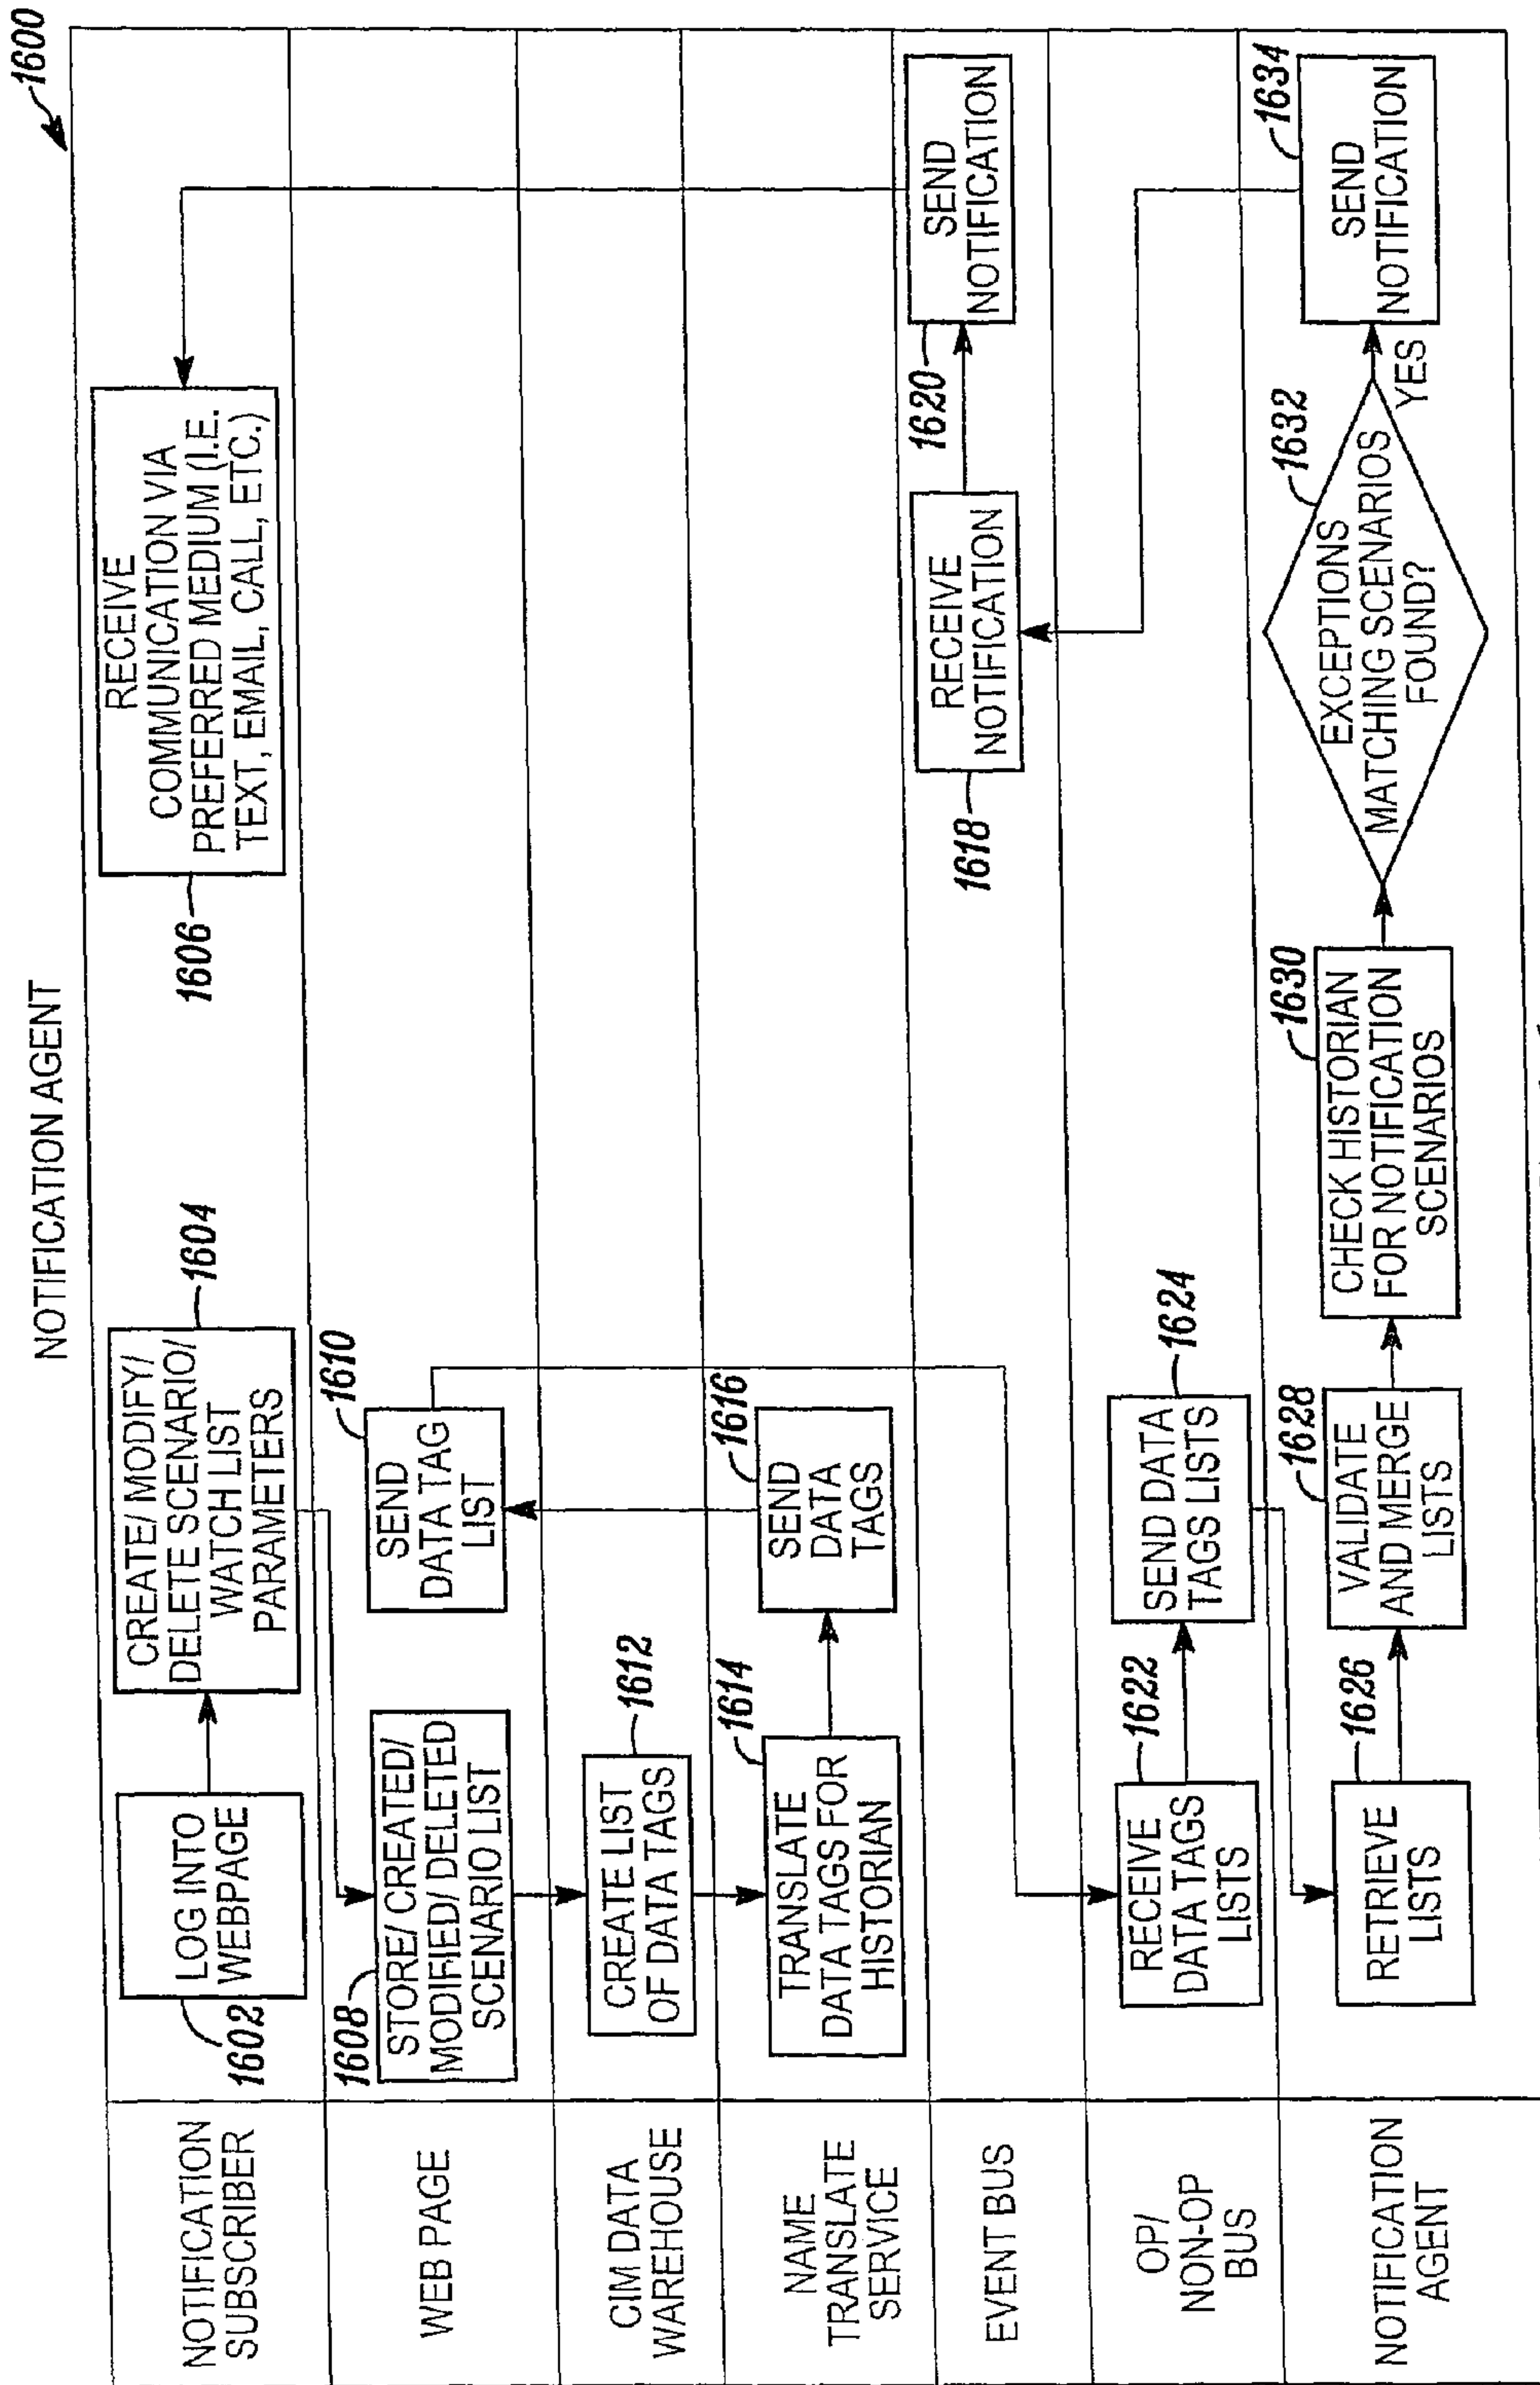 NOTIFICATION AGENT
1600
NOTIFICATION
SUBSCRIBER
LOG INTO
WEBPAGE
1602
CREATE/ MODIFY/
DELETE SCENARIO/
WATCH LIST
PARAMETERS
1604
RECEIVE
COMMUNICATION VIA
PREFERRED MEDIUM (I.E.
TEXT, EMAIL, CALL, ETC.)
1606
WEB PAGE
1608
STORE/ CREATED/
MODIFIED/ DELETED
SCENARIO LIST
SEND
DATA TAG
LIST
1610
CIM DATA
WAREHOUSE
CREATE LIST
OF DATA TAGS
1612
NAME
TRANSLATE
SERVICE
TRANSLATE
DATA TAGS FOR
HISTORIAN
1614
SEND
DATA
TAGS
1616
EVENT BUS
1618
RECEIVE
NOTIFICATION
1620
SEND
NOTIFICATION
OP/
NON-OP
BUS
RECEIVE
DATA TAGS
LISTS
1622
SEND DATA
TAGS LISTS
1624
NOTIFICATION
AGENT
RETRIEVE
LISTS
1626
VALIDATE
AND MERGE
LISTS
1628
CHECK HISTORIAN
FOR NOTIFICATION
SCENARIOS
1630
EXCEPTIONS
MATCHING SCENARIOS
FOUND?
1632
YES
SEND
NOTIFICATION
1634